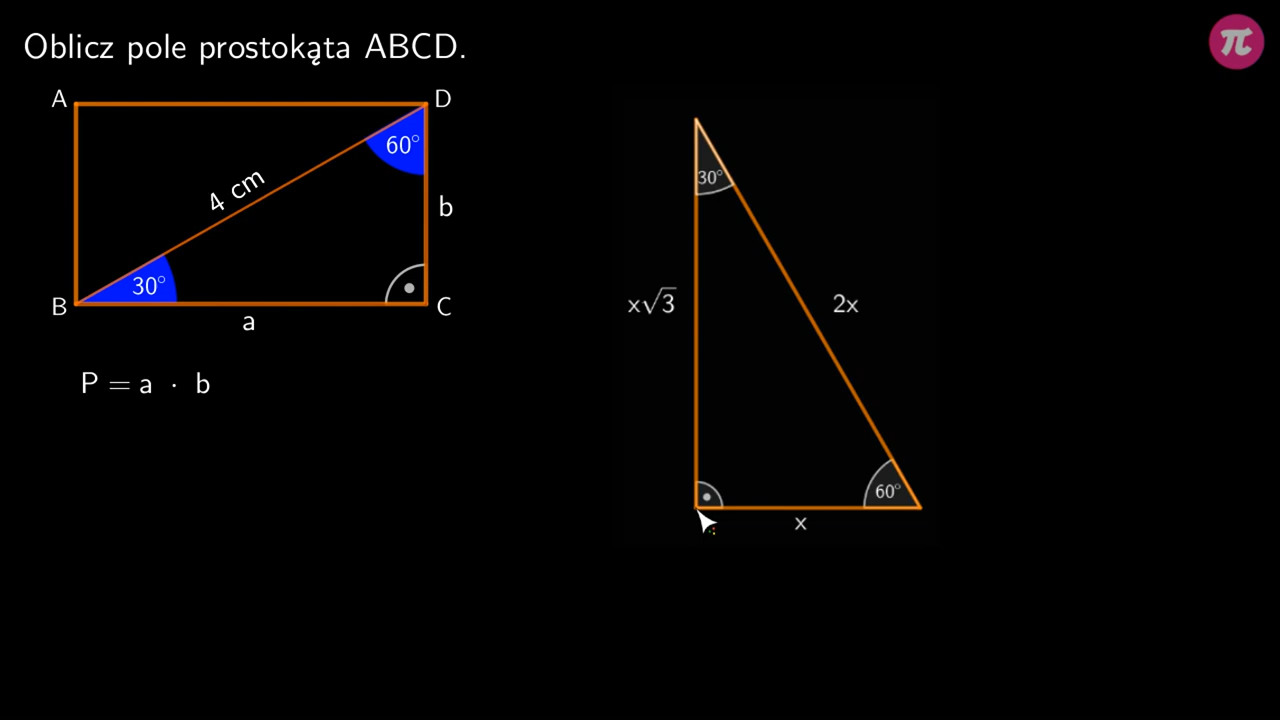 Oblicz pole prostokąta ABCD.
π
A
D
60°
4 cm
b
30°
B
C
a
P = a · b
30°
x√3
2x
60°
x